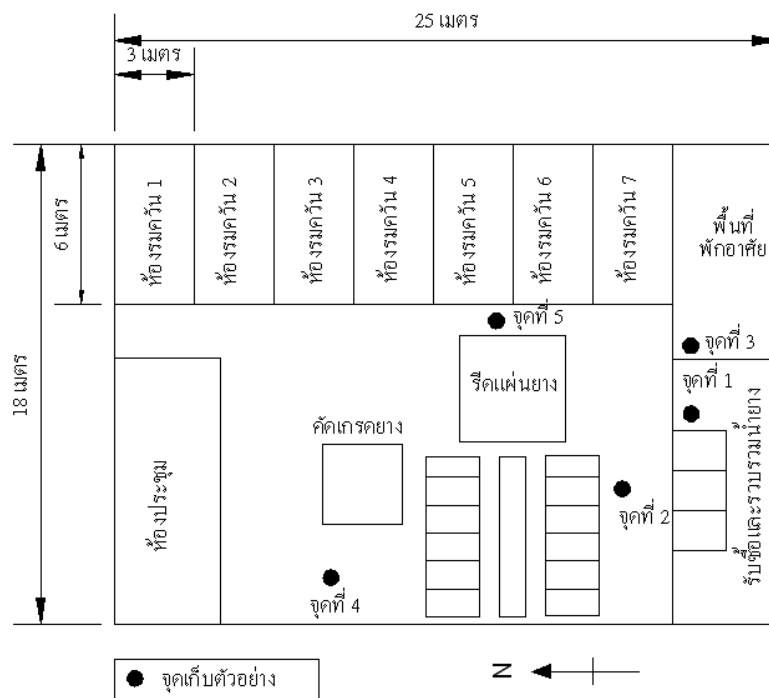 25 เมตร
3 เมตร
6 เมตร
18 เมตร
ห้องรมควัน 1
ห้องรมควัน 2
ห้องรมควัน 3
ห้องรมควัน 4
ห้องรมควัน 5
ห้องรมควัน 6
ห้องรมควัน 7
พื้นที่
พักอาศัย
จุดที่ 5
จุดที่ 3
รีดแผ่นยาง
จุดที่ 1
คัดเกรดยาง
ห้องประชุม
รับซื้อและรวบรวมน้ำยาง
จุดที่ 2
จุดที่ 4
จุดเก็บตัวอย่าง
N